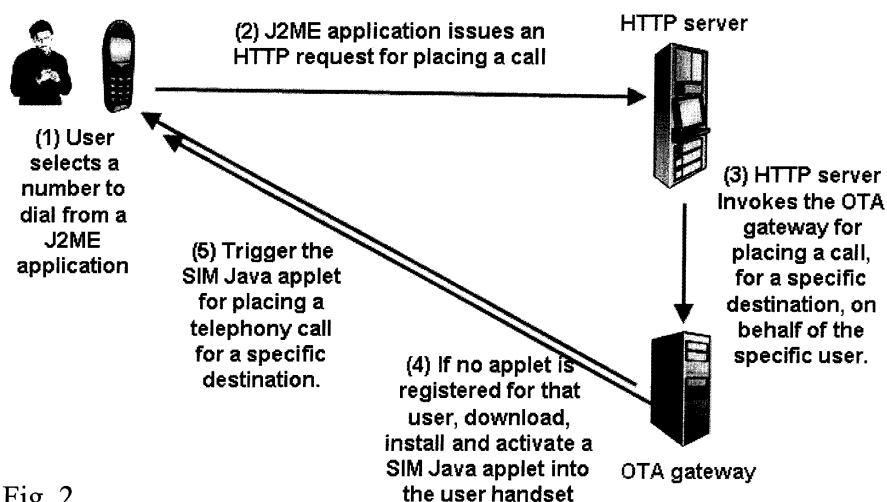 (2) J2ME application issues an
HTTP request for placing a call
HTTP server
(1) User
selects a
number to
dial from a
J2ME
application
(3) HTTP server
Invokes the OTA
gateway for
placing a call,
for a specific
destination, on
behalf of the
specific user.
(5) Trigger the
SIM Java applet
for placing a
telephony call
for a specific
destination.
(4) If no applet is
registered for that
user, download,
install and activate a
SIM Java applet into
the user handset
OTA gateway
Fig. 2